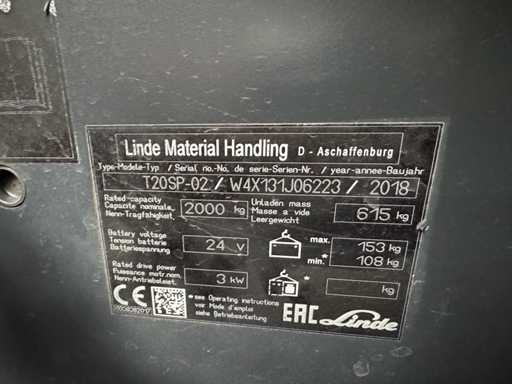 Linde Material Handling D - Aschaffenburg
Type-Modele-Typ / Serial no.-No. de serie-Serien-Nr. / year-annee-Baujahr
T20SP-02 / W4X131J06223 / 2018
Rated capacity
Capacite nominale
Nenn-Tragfähigkeit
2000 kg
Unladen mass
Masse a vide
Leergewicht
615 kg
Battery voltage
Tension batterie
Batteriespannung
24 V
* max. 153 kg
* min. 108 kg
Rated drive power
Puissance motr.nom.
Nenn-Antriebsleist.
3 kW
* kg
CE
*see Operating instructions
voir Mode d'emploi
siehe Betriebsanleitung
EAC Linde